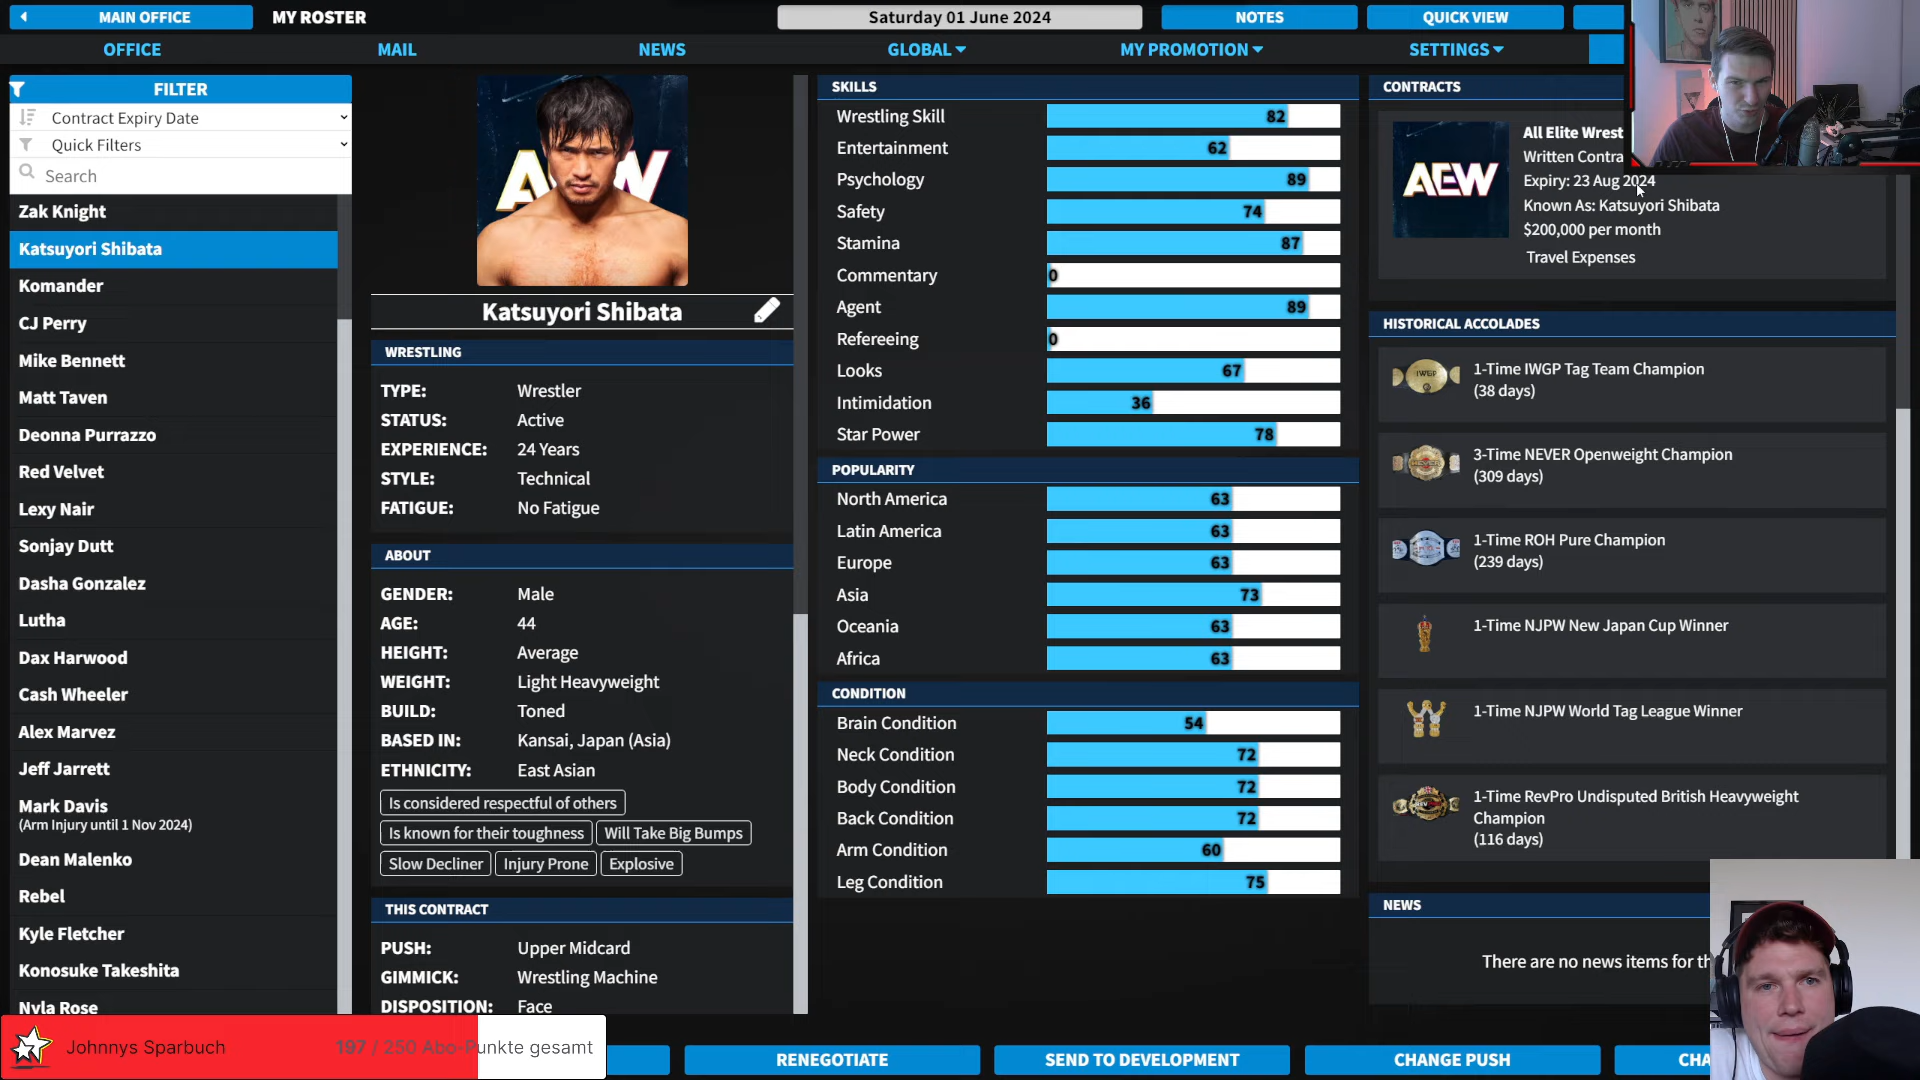 MAIN OFFICE
MY ROSTER
Saturday 01 June 2024
NOTES
QUICK VIEW
OFFICE
MAIL
NEWS
GLOBAL
MY PROMOTION
SETTINGS
FILTER
Contract Expiry Date
Quick Filters
Search
Zak Knight
Katsuyori Shibata
Komander
CJ Perry
Mike Bennett
Matt Taven
Deonna Purrazzo
Red Velvet
Lexy Nair
Sonjay Dutt
Dasha Gonzalez
Lutha
Dax Harwood
Cash Wheeler
Alex Marvez
Jeff Jarrett
Mark Davis
(Arm Injury until 1 Nov 2024)
Dean Malenko
Rebel
Kyle Fletcher
Konosuke Takeshita
Nyla Rose
Johnnys Sparbuch
197 / 250 Abo-Punkte gesamt
AEW
Katsuyori Shibata
WRESTLING
TYPE: Wrestler
STATUS: Active
EXPERIENCE: 24 Years
STYLE: Technical
FATIGUE: No Fatigue
ABOUT
GENDER: Male
AGE: 44
HEIGHT: Average
WEIGHT: Light Heavyweight
BUILD: Toned
BASED IN: Kansai, Japan (Asia)
ETHNICITY: East Asian
Is considered respectful of others
Is known for their toughness
Will Take Big Bumps
Slow Decliner
Injury Prone
Explosive
THIS CONTRACT
PUSH: Upper Midcard
GIMMICK: Wrestling Machine
DISPOSITION: Face
SKILLS
Wrestling Skill 82
Entertainment 62
Psychology 89
Safety 74
Stamina 87
Commentary 0
Agent 89
Refereeing 0
Looks 67
Intimidation 36
Star Power 78
POPULARITY
North America 63
Latin America 63
Europe 63
Asia 73
Oceania 63
Africa 63
CONDITION
Brain Condition 54
Neck Condition 72
Body Condition 72
Back Condition 72
Arm Condition 60
Leg Condition 75
CONTRACTS
AEW
All Elite Wrest
Written Contra
Expiry: 23 Aug 2024
Known As: Katsuyori Shibata
$200,000 per month
Travel Expenses
HISTORICAL ACCOLADES
1-Time IWGP Tag Team Champion
(38 days)
3-Time NEVER Openweight Champion
(309 days)
1-Time ROH Pure Champion
(239 days)
1-Time NJPW New Japan Cup Winner
1-Time NJPW World Tag League Winner
1-Time RevPro Undisputed British Heavyweight
Champion
(116 days)
NEWS
There are no news items for th
RENEGOTIATE
SEND TO DEVELOPMENT
CHANGE PUSH
CHA